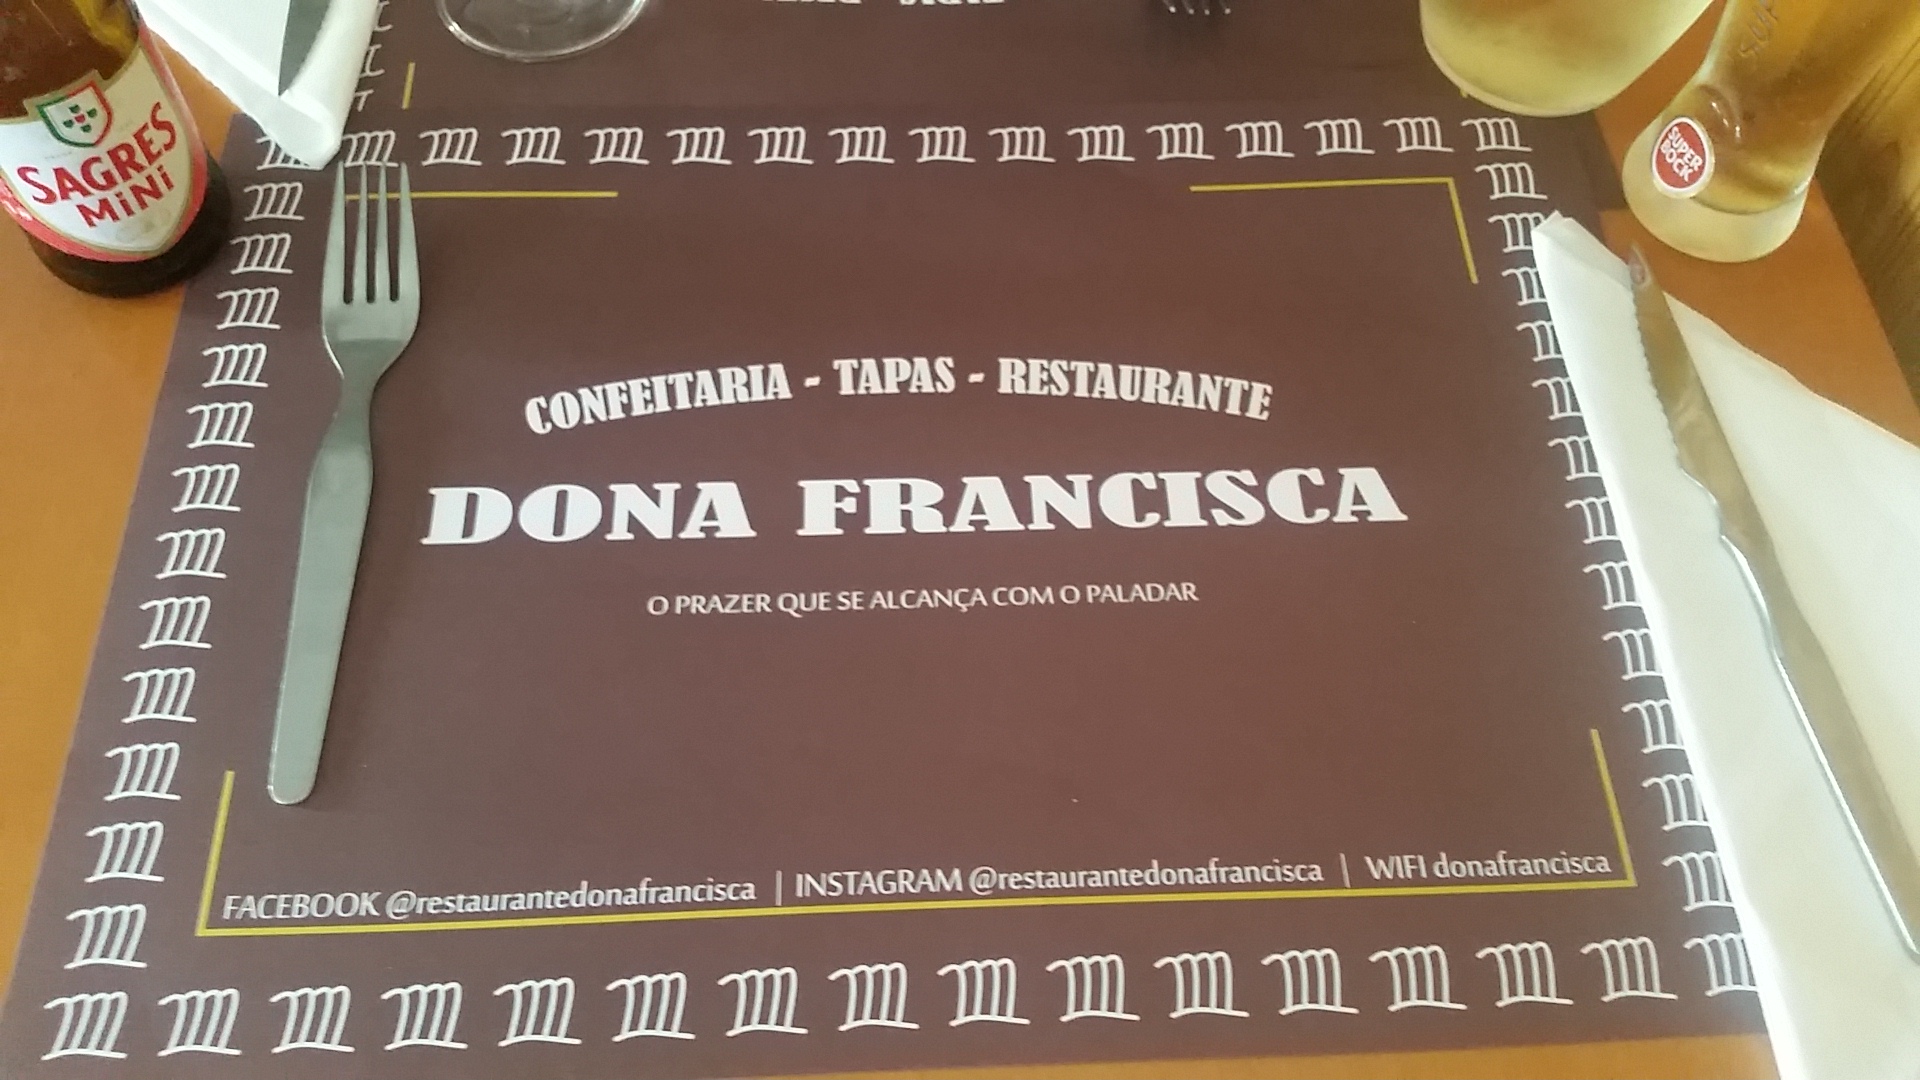 SAGRES
MiNi
SUPER
BOCK
CONFEITARIA - TAPAS - RESTAURANTE
DONA FRANCISCA
O PRAZER QUE SE ALCANÇA COM O PALADAR
FACEBOOK @restaurantedonafrancisca | INSTAGRAM @restaurantedonafrancisca | WIFI donafrancisca